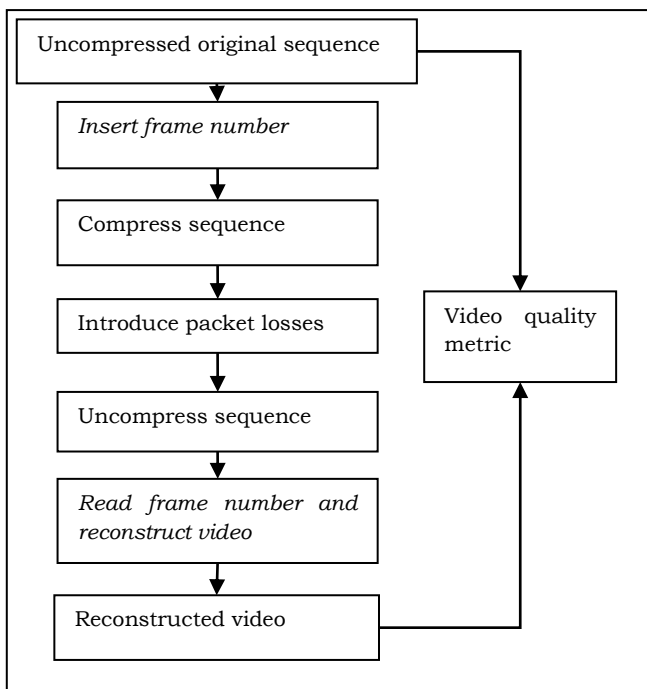 Uncompressed original sequence
Insert frame number
Compress sequence
Introduce packet losses
Video quality
metric
Uncompress sequence
Read frame number and
reconstruct video
Reconstructed video